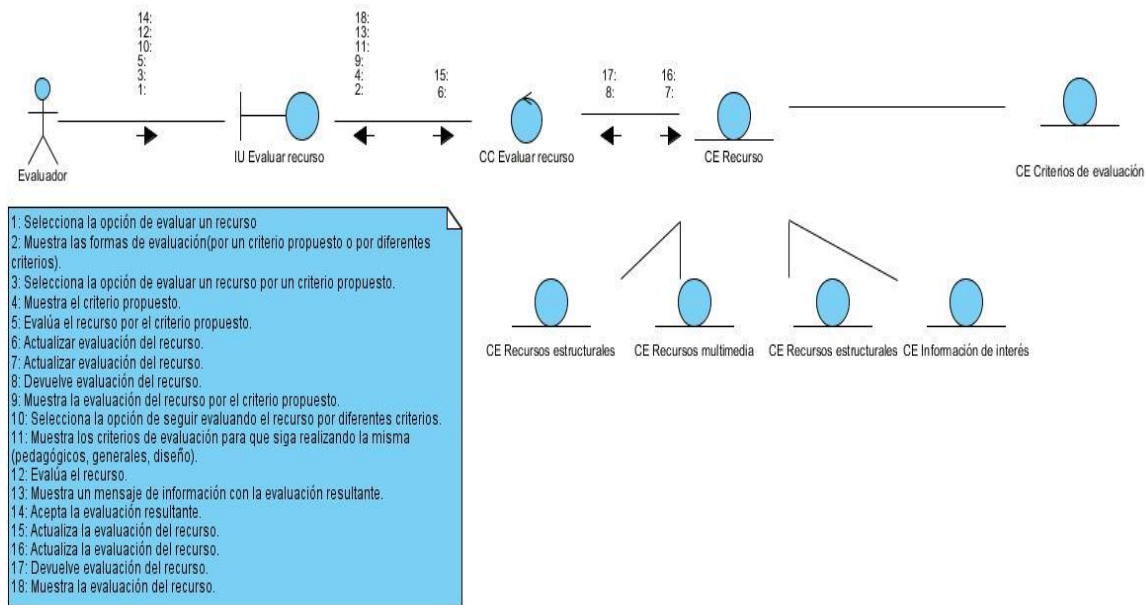 14:
12:
10:
5:
3:
1:
18:
13:
11:
9:
4:
2:
15:
6:
17:
8:
16:
7:
Evaluador
IU Evaluar recurso
CC Evaluar recurso
CE Recurso
CE Criterios de evaluación
CE Recursos estructurales
CE Recursos multimedia
CE Recursos estructurales
CE Información de interés
1: Selecciona la opción de evaluar un recurso
2: Muestra las formas de evaluación(por un criterio propuesto o por diferentes
criterios).
3: Selecciona la opción de evaluar un recurso por un criterio propuesto.
4: Muestra el criterio propuesto.
5: Evalúa el recurso por el criterio propuesto.
6: Actualizar evaluación del recurso.
7: Actualizar evaluación del recurso.
8: Devuelve evaluación del recurso.
9: Muestra la evaluación del recurso por el criterio propuesto.
10: Selecciona la opción de seguir evaluando el recurso por diferentes criterios.
11: Muestra los criterios de evaluación para que siga realizando la misma
(pedagógicos, generales, diseño).
12: Evalúa el recurso.
13: Muestra un mensaje de información con la evaluación resultante.
14: Acepta la evaluación resultante.
15: Actualiza la evaluación del recurso.
16: Actualiza la evaluación del recurso.
17: Devuelve evaluación del recurso.
18: Muestra la evaluación del recurso.